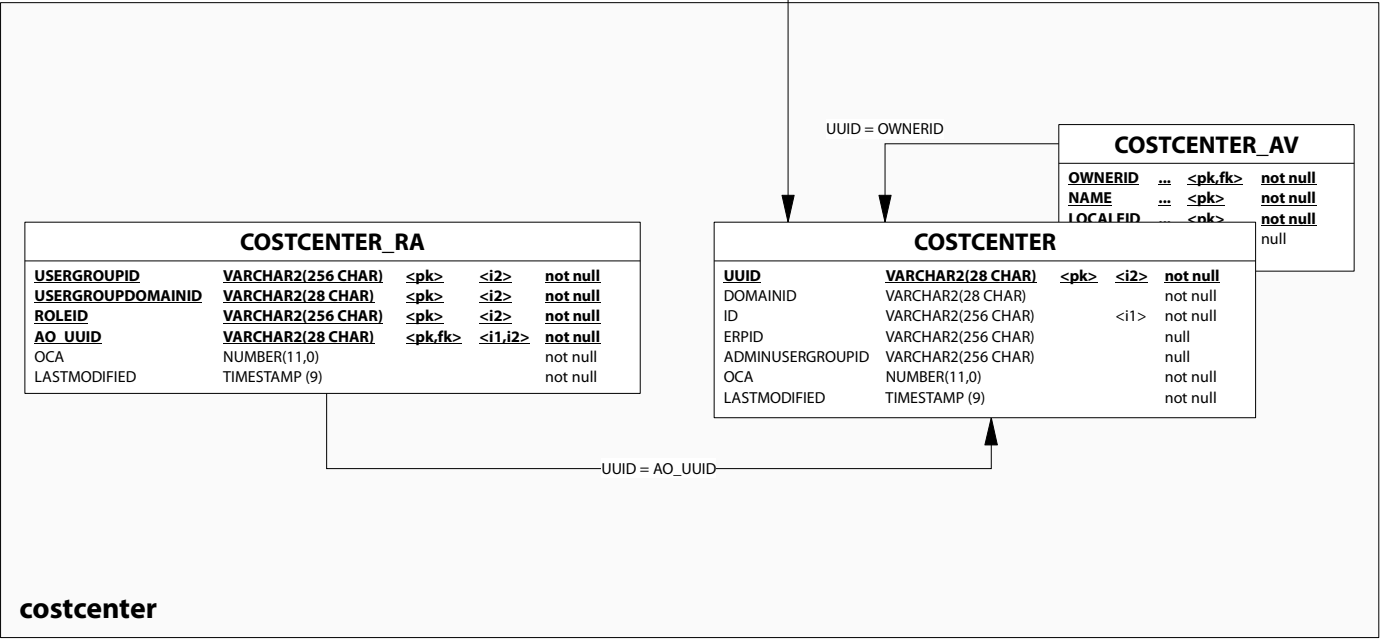 UUID = OWNERID
COSTCENTER_AV
OWNERID ... <pk,fk> not null
NAME ... <pk> not null
LOCALEID ... <pk> not null
null
COSTCENTER_RA
USERGROUPID VARCHAR2(256 CHAR) <pk> <i2> not null
USERGROUPDOMAINID VARCHAR2(28 CHAR) <pk> <i2> not null
ROLEID VARCHAR2(256 CHAR) <pk> <i2> not null
AO_UUID VARCHAR2(28 CHAR) <pk,fk> <i1,i2> not null
OCA NUMBER(11,0) not null
LASTMODIFIED TIMESTAMP (9) not null
COSTCENTER
UUID VARCHAR2(28 CHAR) <pk> <i2> not null
DOMAINID VARCHAR2(28 CHAR) not null
ID VARCHAR2(256 CHAR) <i1> not null
ERPID VARCHAR2(256 CHAR) null
ADMINUSERGROUPID VARCHAR2(256 CHAR) null
OCA NUMBER(11,0) not null
LASTMODIFIED TIMESTAMP (9) not null
UUID = AO_UUID
costcenter